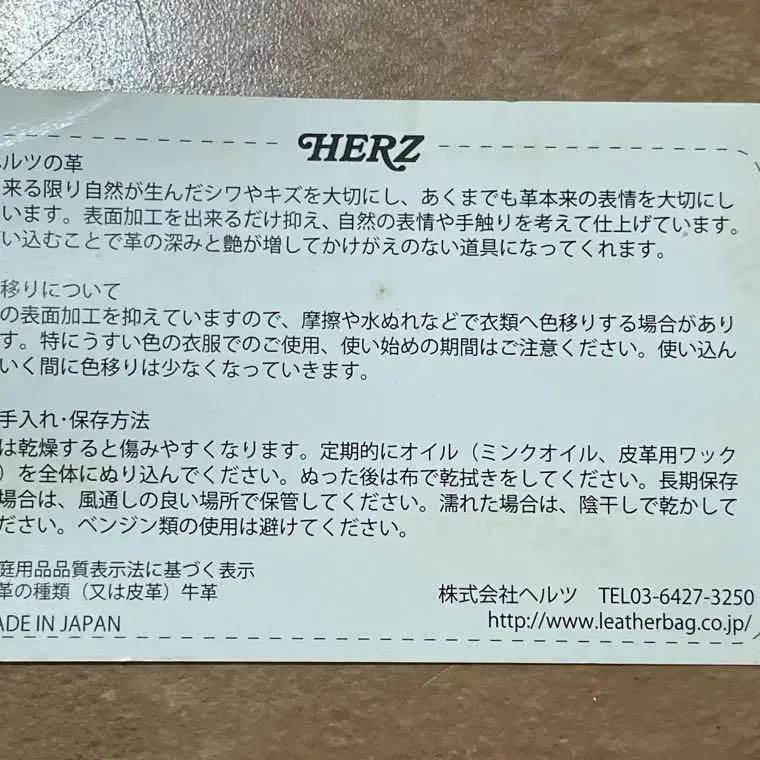 HERZ
ヘルツの革
来る限り自然が生んだシワやキズを大切にし、あくまでも革本来の表情を大切にし
います。表面加工を出来るだけ抑え、自然の表情や手触りを考えて仕上げています。
い込むことで革の深みと艶が増してかけがえのない道具になってくれます。
移りについて
の表面加工を抑えていますので、摩擦や水ぬれなどで衣類へ色移りする場合があり
す。特にうすい色の衣服でのご使用、使い始めの期間はご注意ください。使い込ん
いく間に色移りは少なくなっていきます。
手入れ・保存方法
は乾燥すると傷みやすくなります。定期的にオイル（ミンクオイル、皮革用ワック
）を全体にぬり込んでください。ぬった後は布で乾拭きをしてください。長期保存
場合は、風通しの良い場所で保管してください。濡れた場合は、陰干しで乾かして
ださい。ベンジン類の使用は避けてください。
庭用品品質表示法に基づく表示
革の種類（又は皮革）牛革
株式会社ヘルツ TEL03-6427-3250
ADE IN JAPAN
http://www.leatherbag.co.jp/